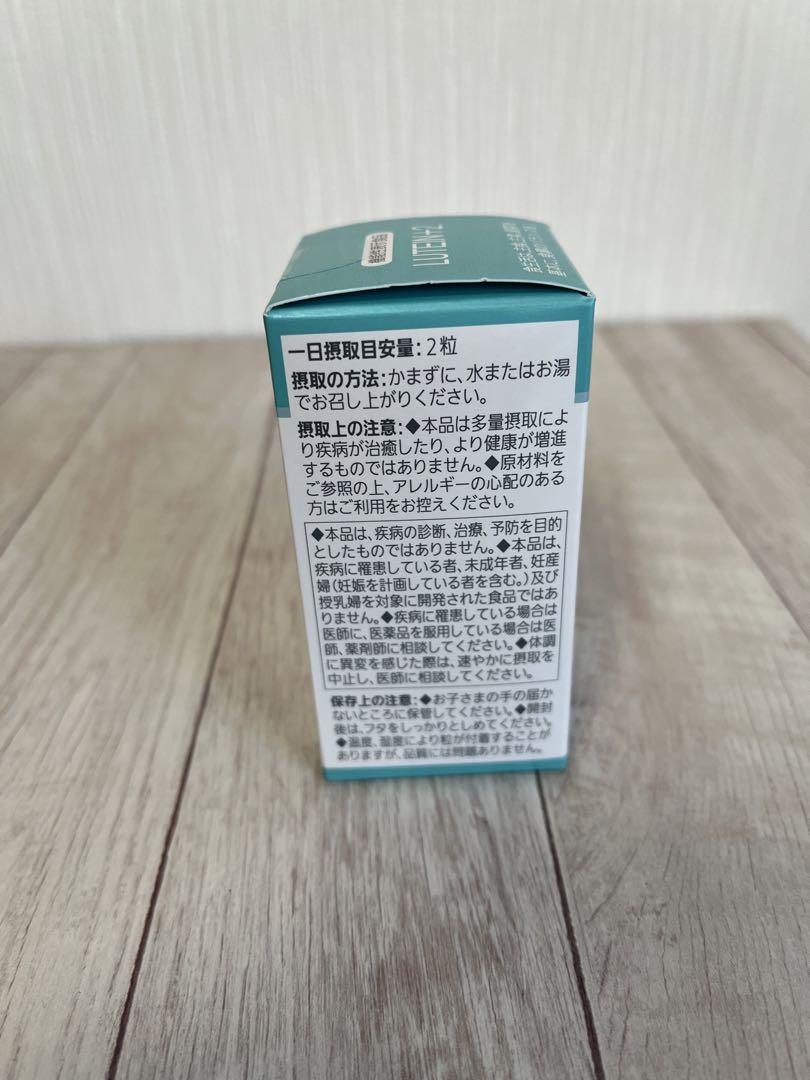 機能性表示食品
LUTEIN+2
一日摂取目安量:2粒
摂取の方法:かまずに、水またはお湯
でお召し上がりください。
摂取上の注意:◆本品は多量摂取によ
り疾病が治癒したり、より健康が増進
するものではありません。◆原材料を
ご参照の上、アレルギーの心配のある
方はご利用をお控えください。
◆本品は、疾病の診断、治療、予防を目的
としたものではありません。◆本品は、
疾病に罹患している者、未成年者、妊産
婦(妊娠を計画している者を含む。)及び
授乳婦を対象に開発された食品ではあ
りません。◆疾病に罹患している場合は
医師に、医薬品を服用している場合は医
師、薬剤師に相談してください。◆体調
に異変を感じた際は、速やかに摂取を
中止し、医師に相談してください。
保存上の注意:◆お子さまの手の届か
ないところに保管してください。◆開封
後は、フタをしっかりとしめてください。
◆温度、湿度により粒が付着することが
ありますが、品質には問題ありません。